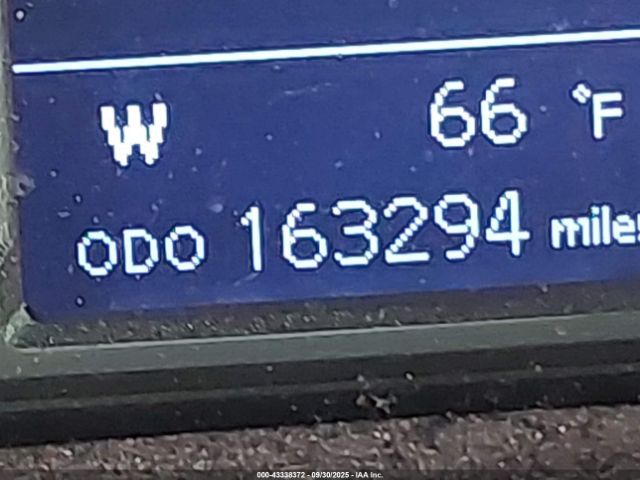 W 66 °F
ODO 163294 miles
000-43338372 - 09/30/2025 - IAA Inc.